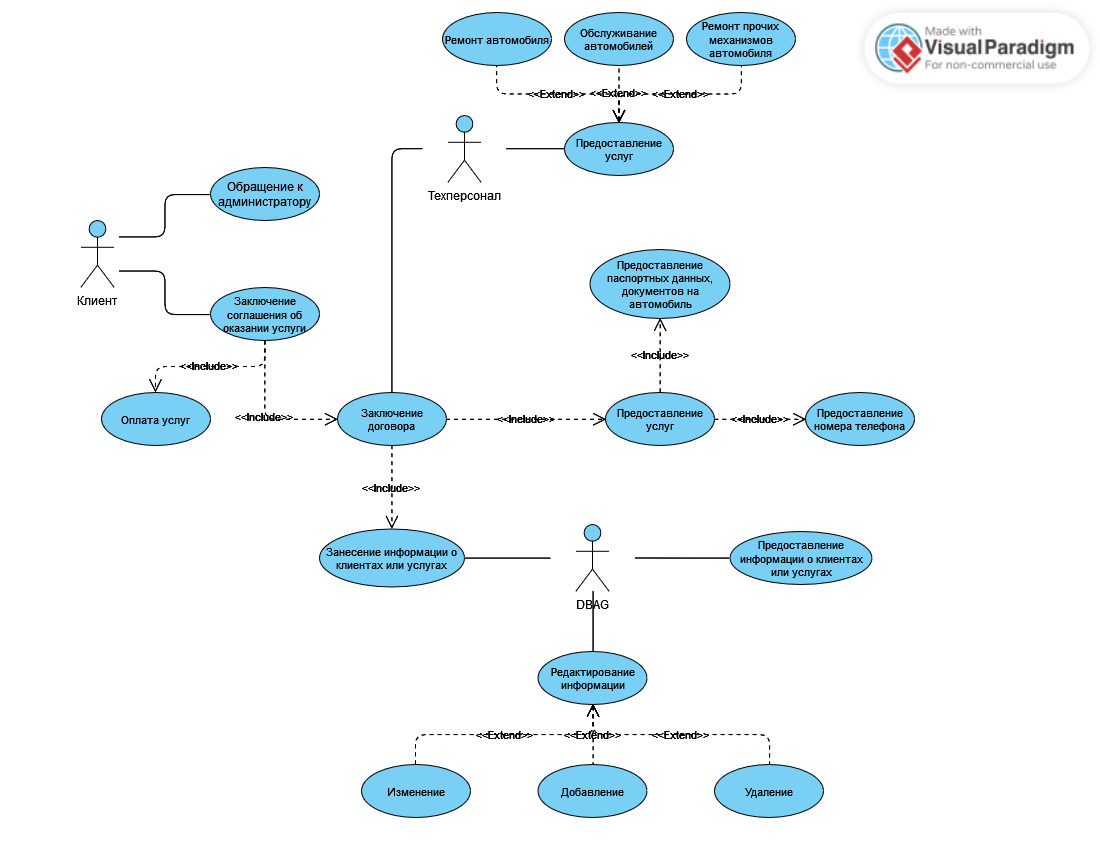 Made with
Visual Paradigm
For non-commercial use
Ремонт автомобиля
Обслуживание
автомобилей
Ремонт прочих
механизмов
автомобиля
<<Extend>>
<<Extend>>
<<Extend>>
Предоставление
услуг
Техперсонал
Обращение к
администратору
Клиент
Заключение
соглашения об
оказании услуги
Предоставление
паспортных данных,
документов на
автомобиль
<<Include>>
<<Include>>
Оплата услуг
<<Include>>
Заключение
договора
<<Include>>
Предоставление
услуг
<<Include>>
Предоставление
номера телефона
<<Include>>
Занесение информации о
клиентах или услугах
DBAG
Предоставление
информации о клиентах
или услугах
Редактирование
информации
<<Extend>>
<<Extend>>
<<Extend>>
Изменение
Добавление
Удаление